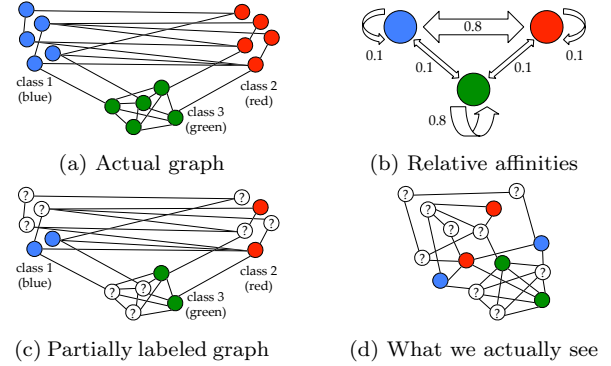 class 1
(blue)
class 2
(red)
class 3
(green)
(a) Actual graph
0.8
0.1
0.1
0.1
0.1
0.8
(b) Relative affinities
?
?
?
?
?
?
class 1
(blue)
class 2
(red)
?
?
?
class 3
(green)
(c) Partially labeled graph
?
?
?
?
?
?
?
?
?
(d) What we actually see